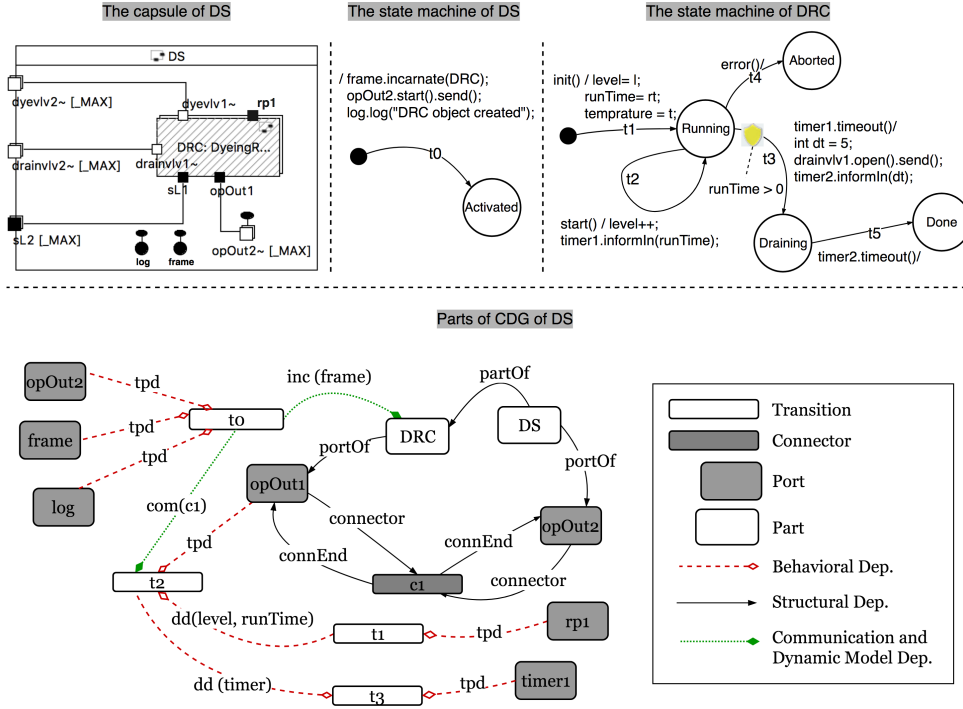 The capsule of DS
DS
dyevlv2~ [_MAX]
dyevlv1~
rp1
drainvlv2~ [_MAX]
drainvlv1~
DRC: DyeingR...
sL1
opOut1
sL2 [_MAX]
log
frame
opOut2~ [_MAX]
The state machine of DS
/ frame.incarnate(DRC);
opOut2.start().send();
log.log("DRC object created");
t0
Activated
The state machine of DRC
init() / level= l;
runTime= rt;
temprature = t;
t1
Running
error()/
t4
Aborted
t2
start() / level++;
timer1.informIn(runTime);
runTime > 0
t3
timer1.timeout()/
int dt = 5;
drainvlv1.open().send();
timer2.informIn(dt);
Draining
t5
timer2.timeout()/
Done
Parts of CDG of DS
opOut2
tpd
frame
tpd
log
tpd
t0
inc (frame)
com(c1)
DRC
partOf
DS
portOf
portOf
opOut1
connector
connEnd
tpd
c1
connEnd
connector
opOut2
t2
dd(level, runTime)
t1
tpd
rp1
dd (timer)
t3
tpd
timer1
Transition
Connector
Port
Part
Behavioral Dep.
Structural Dep.
Communication and
Dynamic Model Dep.